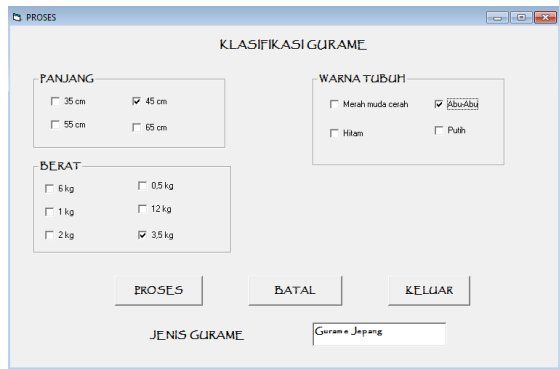 PROSES
KLASIFIKASI GURAME
PANJANG
35 cm
45 cm
55 cm
65 cm
WARNA TUBUH
Merah muda cerah
Abu-Abu
Hitam
Putih
BERAT
6 kg
0,5 kg
1 kg
12 kg
2 kg
3,5 kg
PROSES
BATAL
KELUAR
JENIS GURAME
Gurame Jepang